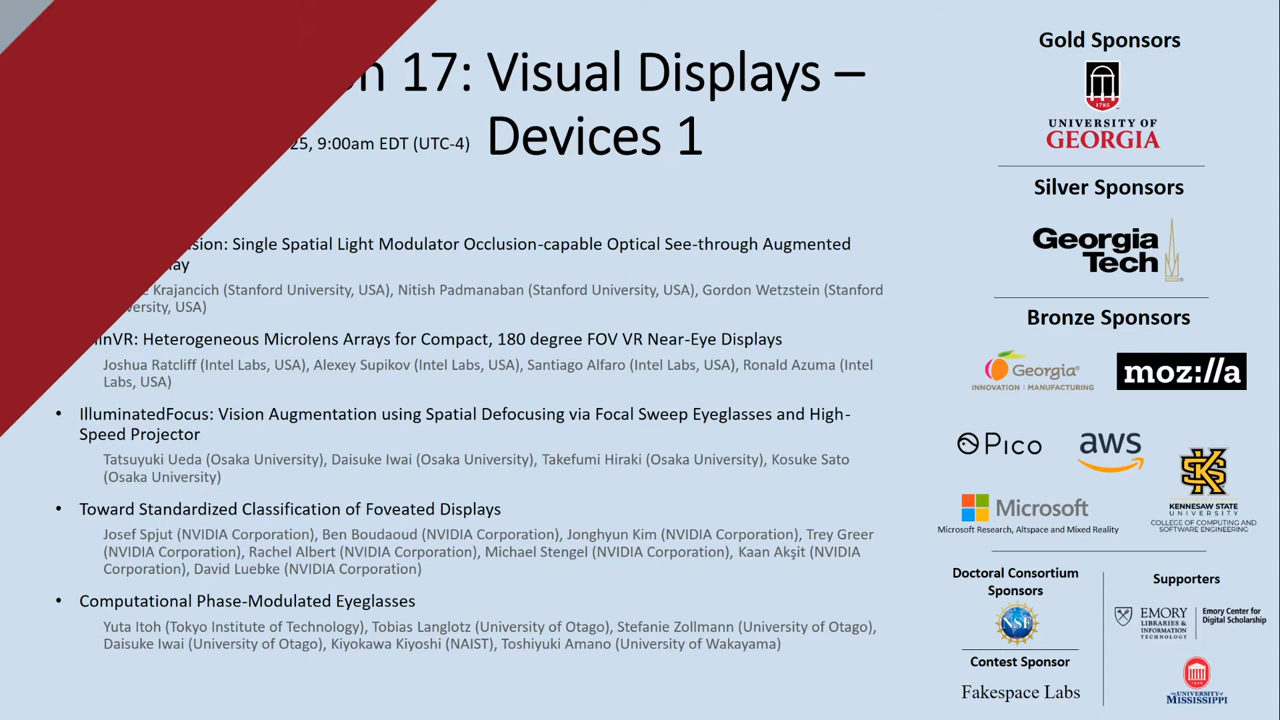 17: Visual Displays –
Devices 1
25, 9:00am EDT (UTC-4)
Single Spatial Light Modulator Occlusion-capable Optical See-through Augmented
Krajancich (Stanford University, USA), Nitish Padmanaban (Stanford University, USA), Gordon Wetzstein (Stanford
USA)
Heterogeneous Microlens Arrays for Compact, 180 degree FOV VR Near-Eye Displays
Joshua Ratcliff (Intel Labs, USA), Alexey Supikov (Intel Labs, USA), Santiago Alfaro (Intel Labs, USA), Ronald Azuma (Intel
Labs, USA)
• IlluminatedFocus: Vision Augmentation using Spatial Defocusing via Focal Sweep Eyeglasses and High-
Speed Projector
Tatsuyuki Ueda (Osaka University), Daisuke Iwai (Osaka University), Takefumi Hiraki (Osaka University), Kosuke Sato
(Osaka University)
• Toward Standardized Classification of Foveated Displays
Josef Spjut (NVIDIA Corporation), Ben Boudaoud (NVIDIA Corporation), Jonghyun Kim (NVIDIA Corporation), Trey Greer
(NVIDIA Corporation), Rachel Albert (NVIDIA Corporation), Michael Stengel (NVIDIA Corporation), Kaan Akşit (NVIDIA
Corporation), David Luebke (NVIDIA Corporation)
• Computational Phase-Modulated Eyeglasses
Yuta Itoh (Tokyo Institute of Technology), Tobias Langlotz (University of Otago), Stefanie Zollmann (University of Otago),
Daisuke Iwai (University of Otago), Kiyokawa Kiyoshi (NAIST), Toshiyuki Amano (University of Wakayama)
Gold Sponsors
1785
UNIVERSITY OF
GEORGIA
Silver Sponsors
Georgia
Tech
Bronze Sponsors
Georgia®
INNOVATION | MANUFACTURING
moz://a
Pico
aws
KS
KENNESAW STATE
UNIVERSITY
COLLEGE OF COMPUTING AND
SOFTWARE ENGINEERING
Microsoft
Microsoft Research, Altspace and Mixed Reality
Doctoral Consortium
Sponsors
NSF
Contest Sponsor
Fakespace Labs
Supporters
EMORY
LIBRARIES &
INFORMATION
TECHNOLOGY
Emory Center for
Digital Scholarship
THE UNIVERSITY of
MISSISSIPPI